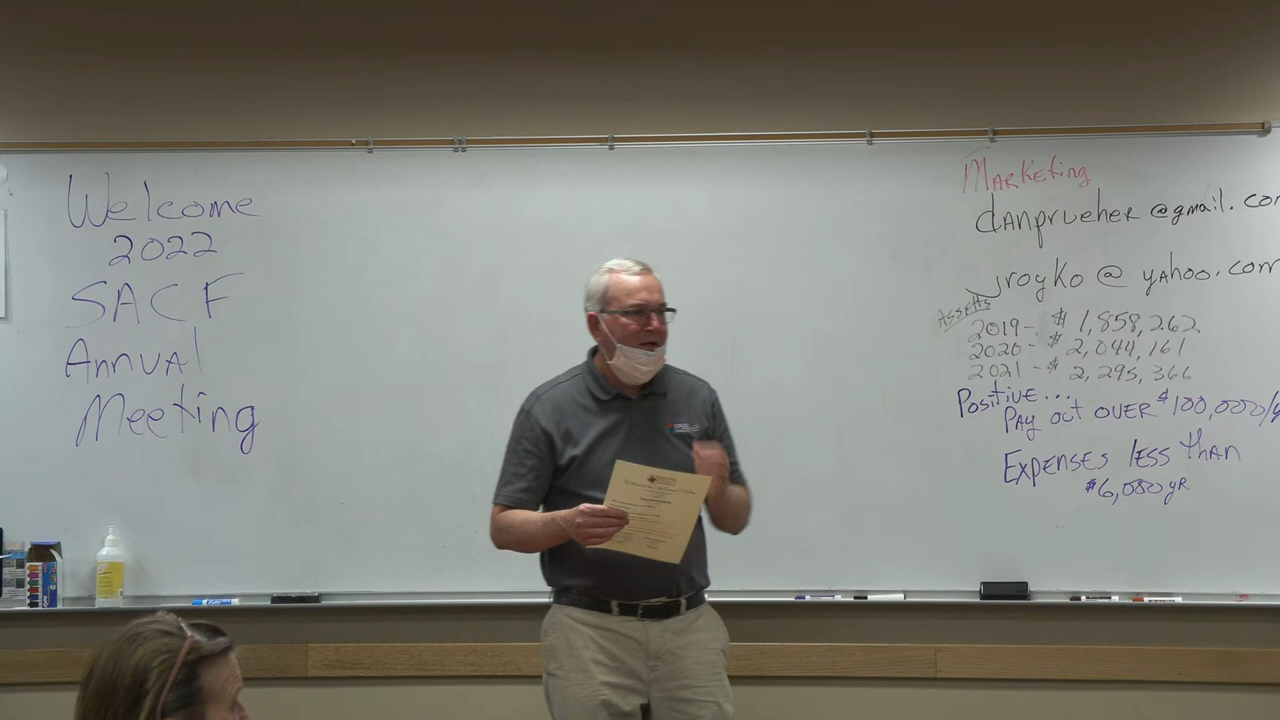 Welcome
2022
SACF
Annual
Meeting
Marketing
danprueher@gmail.co
jroyko@yahoo.com
Assets
2019- $1,858,262
2020- $2,044,161
2021-$ 2,295,366
Positive...
Pay out over $100,000/y
Expenses less than
$6,000 yr